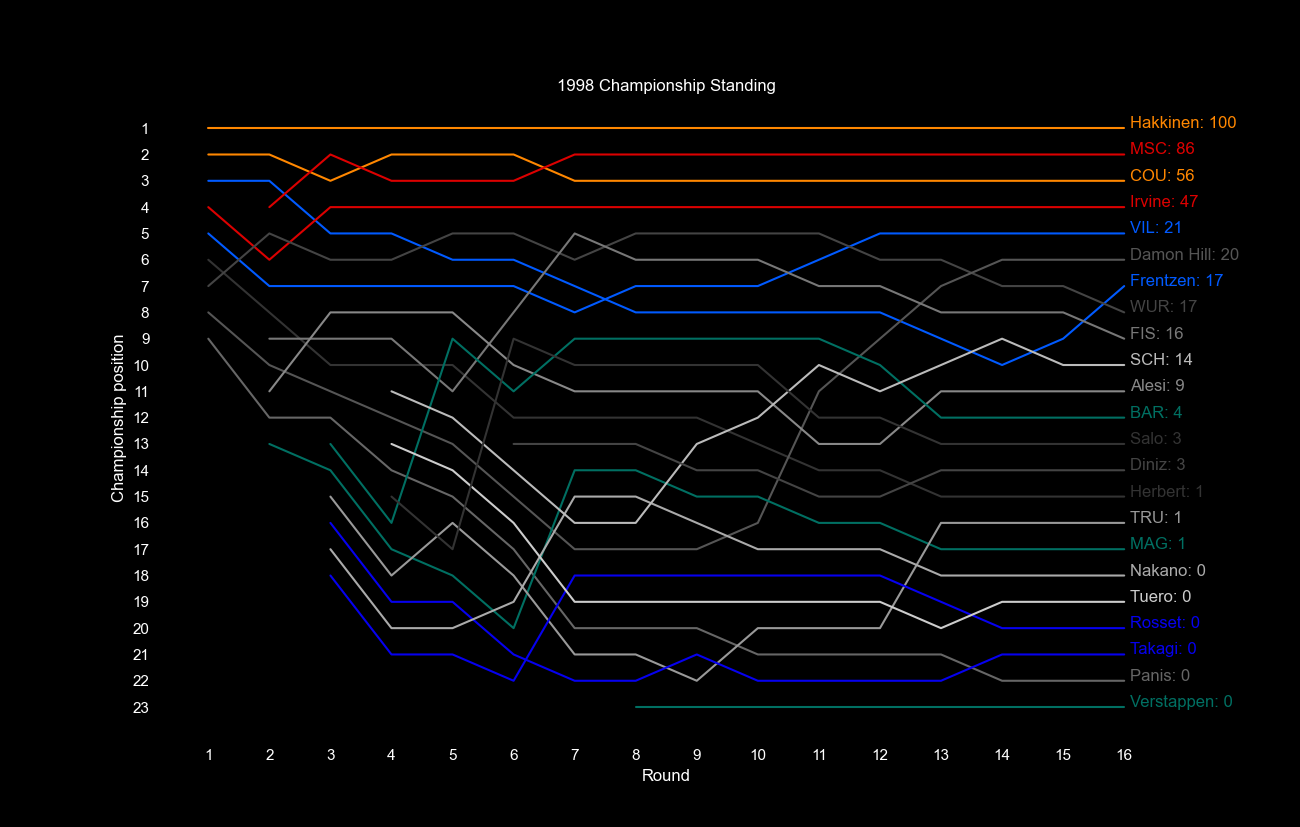 1998 Championship Standing
Championship position
1
2
3
4
5
6
7
8
9
10
11
12
13
14
15
16
17
18
19
20
21
22
23
Hakkinen: 100
MSC: 86
COU: 56
Irvine: 47
VIL: 21
Damon Hill: 20
Frentzen: 17
WUR: 17
FIS: 16
SCH: 14
Alesi: 9
BAR: 4
Salo: 3
Diniz: 3
Herbert: 1
TRU: 1
MAG: 1
Nakano: 0
Tuero: 0
Rosset: 0
Takagi: 0
Panis: 0
Verstappen: 0
1 2 3 4 5 6 7 8 9 10 11 12 13 14 15 16
Round